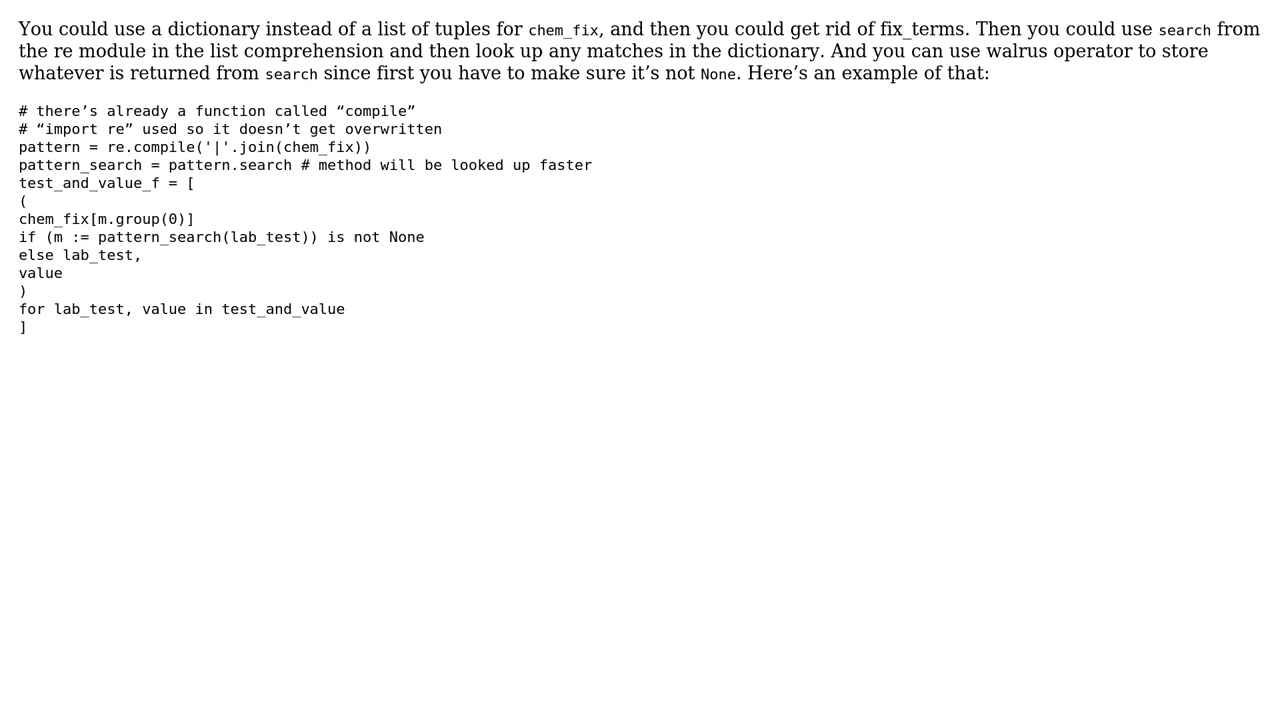 You could use a dictionary instead of a list of tuples for chem_fix, and then you could get rid of fix_terms. Then you could use search from
the re module in the list comprehension and then look up any matches in the dictionary. And you can use walrus operator to store
whatever is returned from search since first you have to make sure it’s not None. Here’s an example of that:
# there’s already a function called “compile”
# “import re” used so it doesn’t get overwritten
pattern = re.compile('|'.join(chem_fix))
pattern_search = pattern.search # method will be looked up faster
test_and_value_f = [
(
chem_fix[m.group(0)]
if (m := pattern_search(lab_test)) is not None
else lab_test,
value
)
for lab_test, value in test_and_value
]